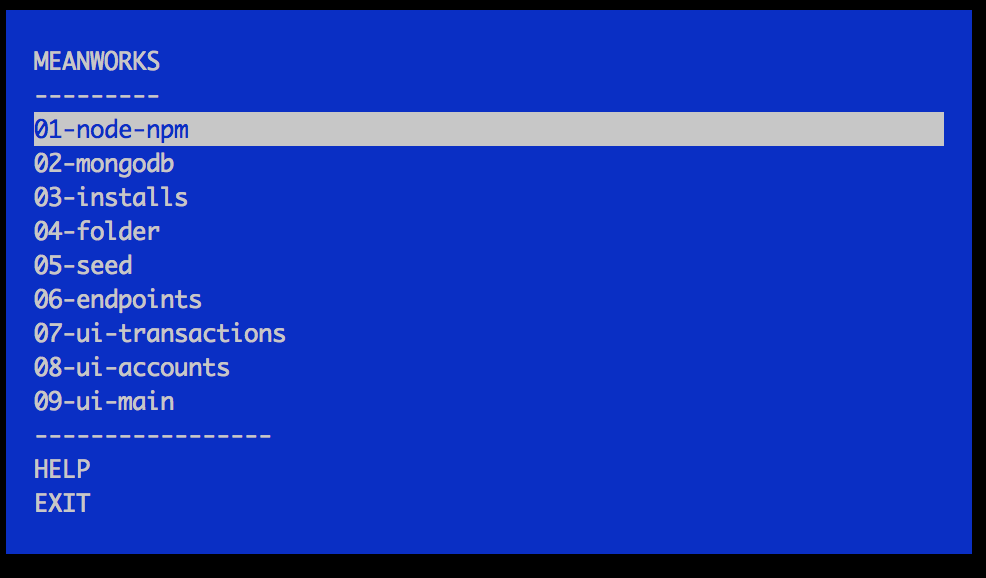 MEANWORKS
---------
01-node-npm
02-mongodb
03-installs
04-folder
05-seed
06-endpoints
07-ui-transactions
08-ui-accounts
09-ui-main
-----------------
HELP
EXIT